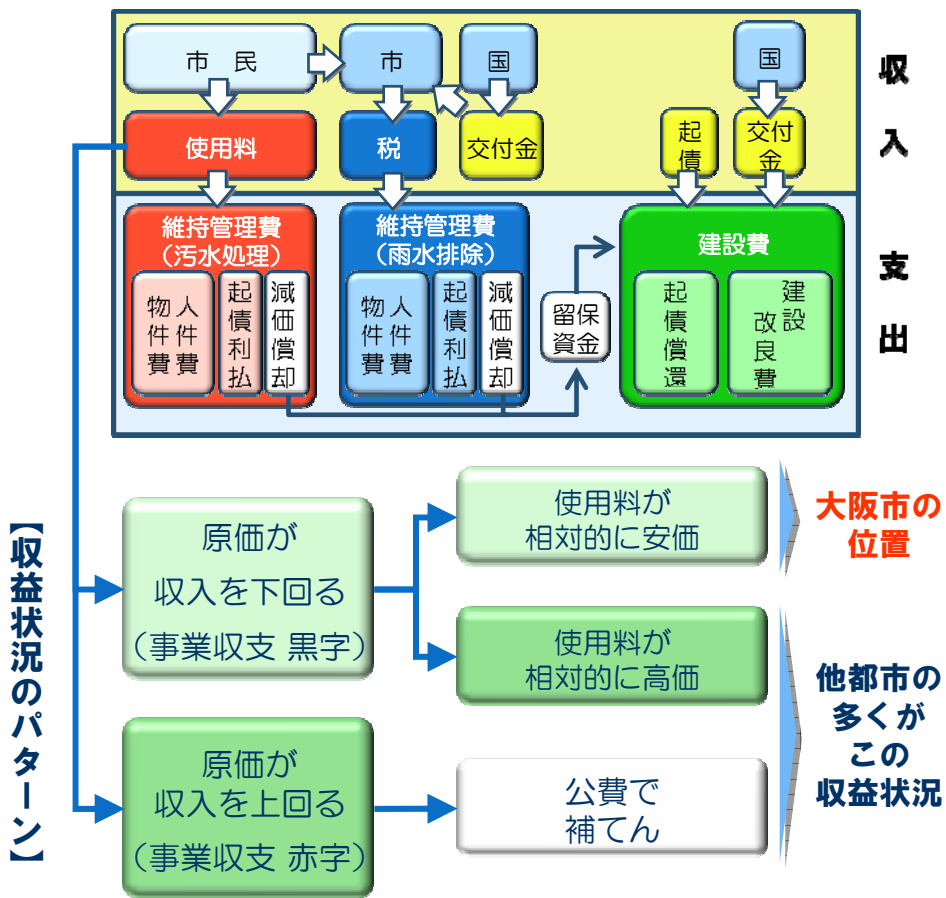 市 民
市
国
国
収入
使用料
税
交付金
起債
交付金
支出
維持管理費
（汚水処理）
物件費
人件費
起債利払
減価償却
維持管理費
（雨水排除）
物件費
人件費
起債利払
減価償却
留保
資金
建設費
起債償還
建設
改良費
【収益状況のパターン】
原価が
収入を下回る
（事業収支 黒字）
使用料が
相対的に安価
大阪市の
位置
使用料が
相対的に高価
原価が
収入を上回る
（事業収支 赤字）
公費で
補てん
他都市の
多くが
この
収益状況